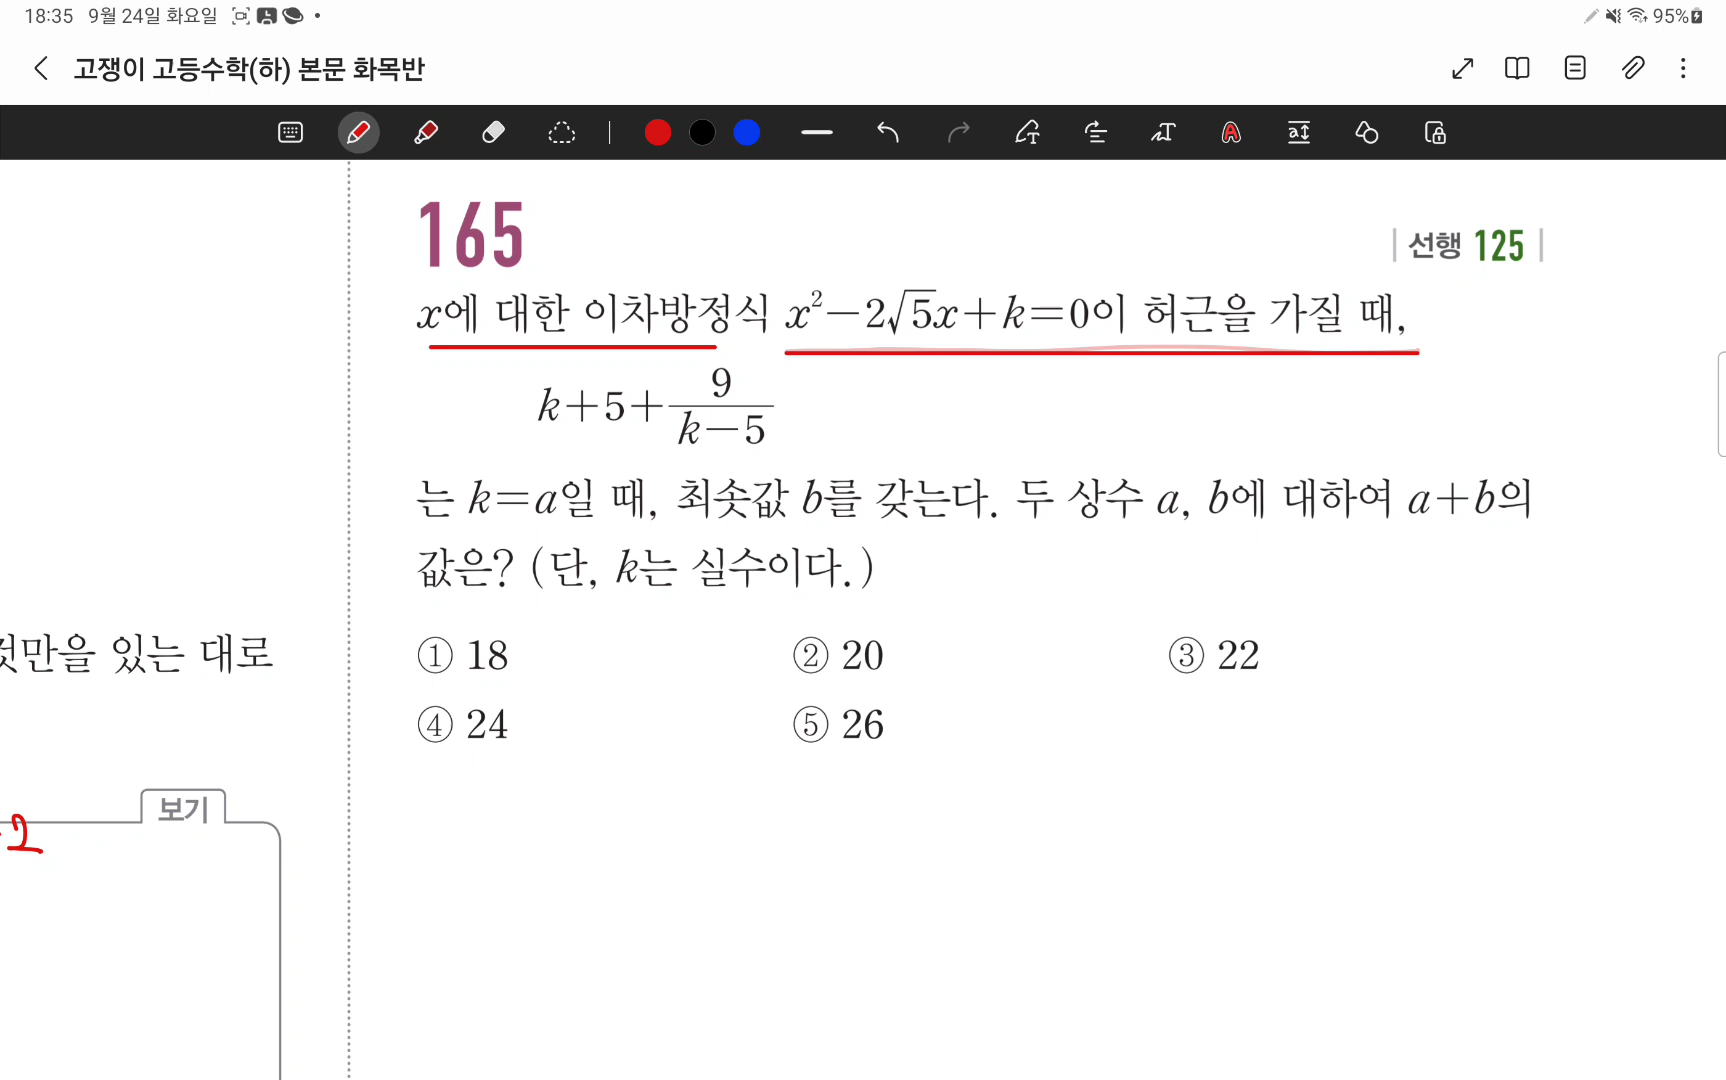 18:35 9월 24일 화요일
95%
고쟁이 고등수학(하) 본문 화목반
165
선행 125
x에 대한 이차방정식 x²-2√5x+k=0이 허근을 가질 때,
k+5+9/(k-5)
는 k=a일 때, 최솟값 b를 갖는다. 두 상수 a, b에 대하여 a+b의
값은? (단, k는 실수이다.)
① 18 ② 20 ③ 22
④ 24 ⑤ 26
것만을 있는 대로
보기
2